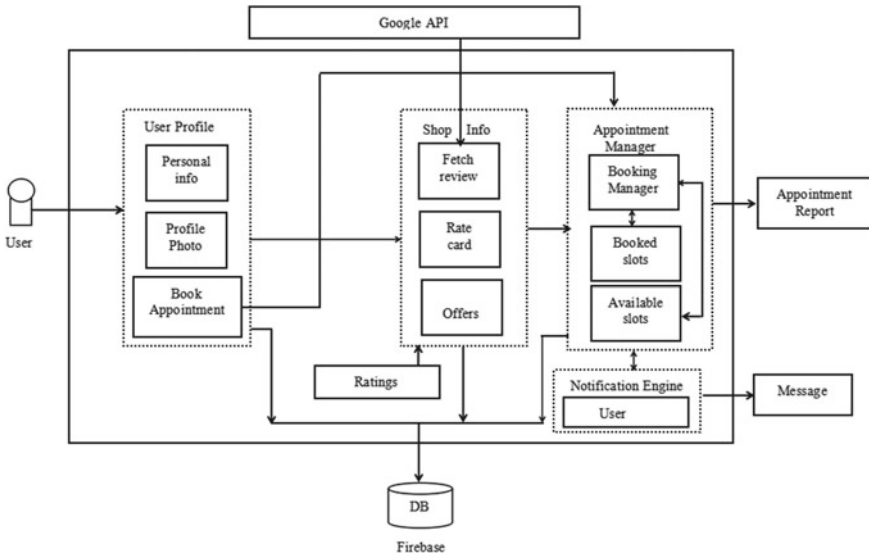 Google API
User Profile
Personal
info
Profile
Photo
Book
Appointment
User
Shop Info
Fetch
review
Rate
card
Offers
Ratings
Appointment
Manager
Booking
Manager
Booked
slots
Available
slots
Notification Engine
User
Appointment
Report
Message
DB
Firebase